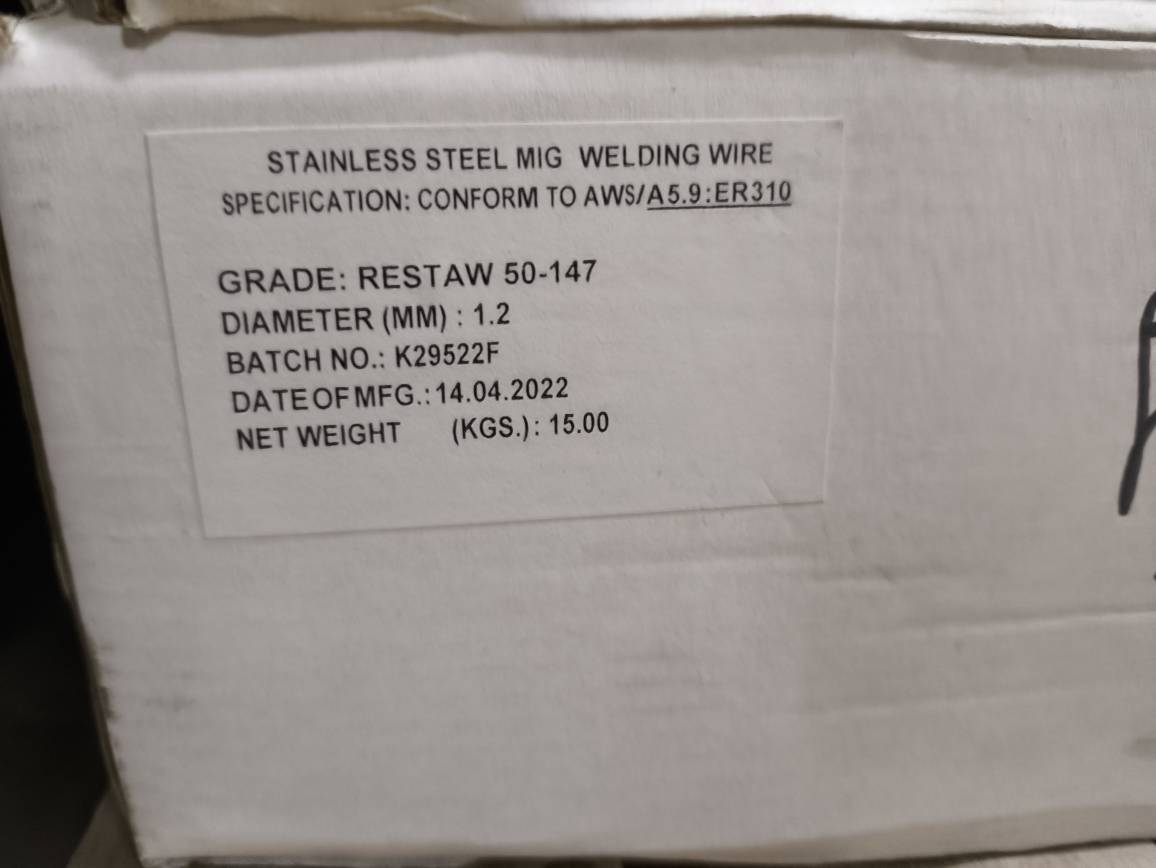 STAINLESS STEEL MIG WELDING WIRE
SPECIFICATION: CONFORM TO AWS/A5.9:ER310
GRADE: RESTAW 50-147
DIAMETER (MM) : 1.2
BATCH NO.: K29522F
DATE OF MFG.: 14.04.2022
NET WEIGHT (KGS.): 15.00